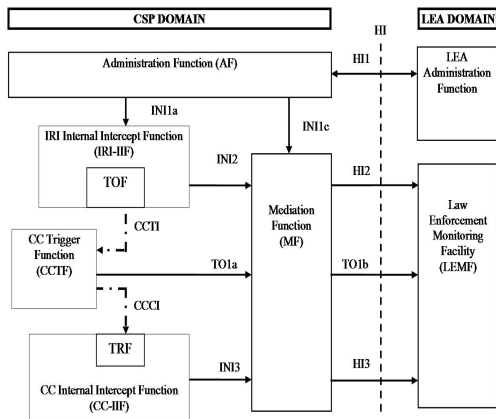 CSP DOMAIN
HI
LEA DOMAIN
Administration Function (AF)
HI1
LEA
Administration
Function
INI1a
INI1c
IRI Internal Intercept Function
(IRI-IIF)
TOF
INI2
HI2
CCTI
Mediation
Function
(MF)
Law
Enforcement
Monitoring
Facility
(LEMF)
CC Trigger
Function
(CCTF)
TO1a
TO1b
CCCI
TRF
INI3
HI3
CC Internal Intercept Function
(CC-IIF)